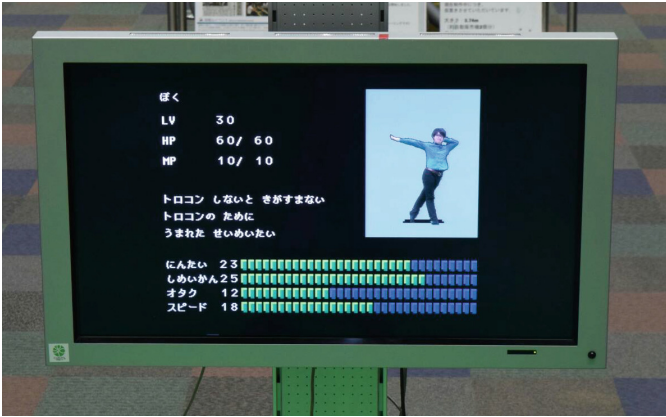 ぼく
LV 30
HP 60/ 60
MP 10/ 10
トロコン しないと きがすまない
トロコンの ために
うまれた せいめいたい
にんたい 23
しめいかん25
オタク 12
スピード 18